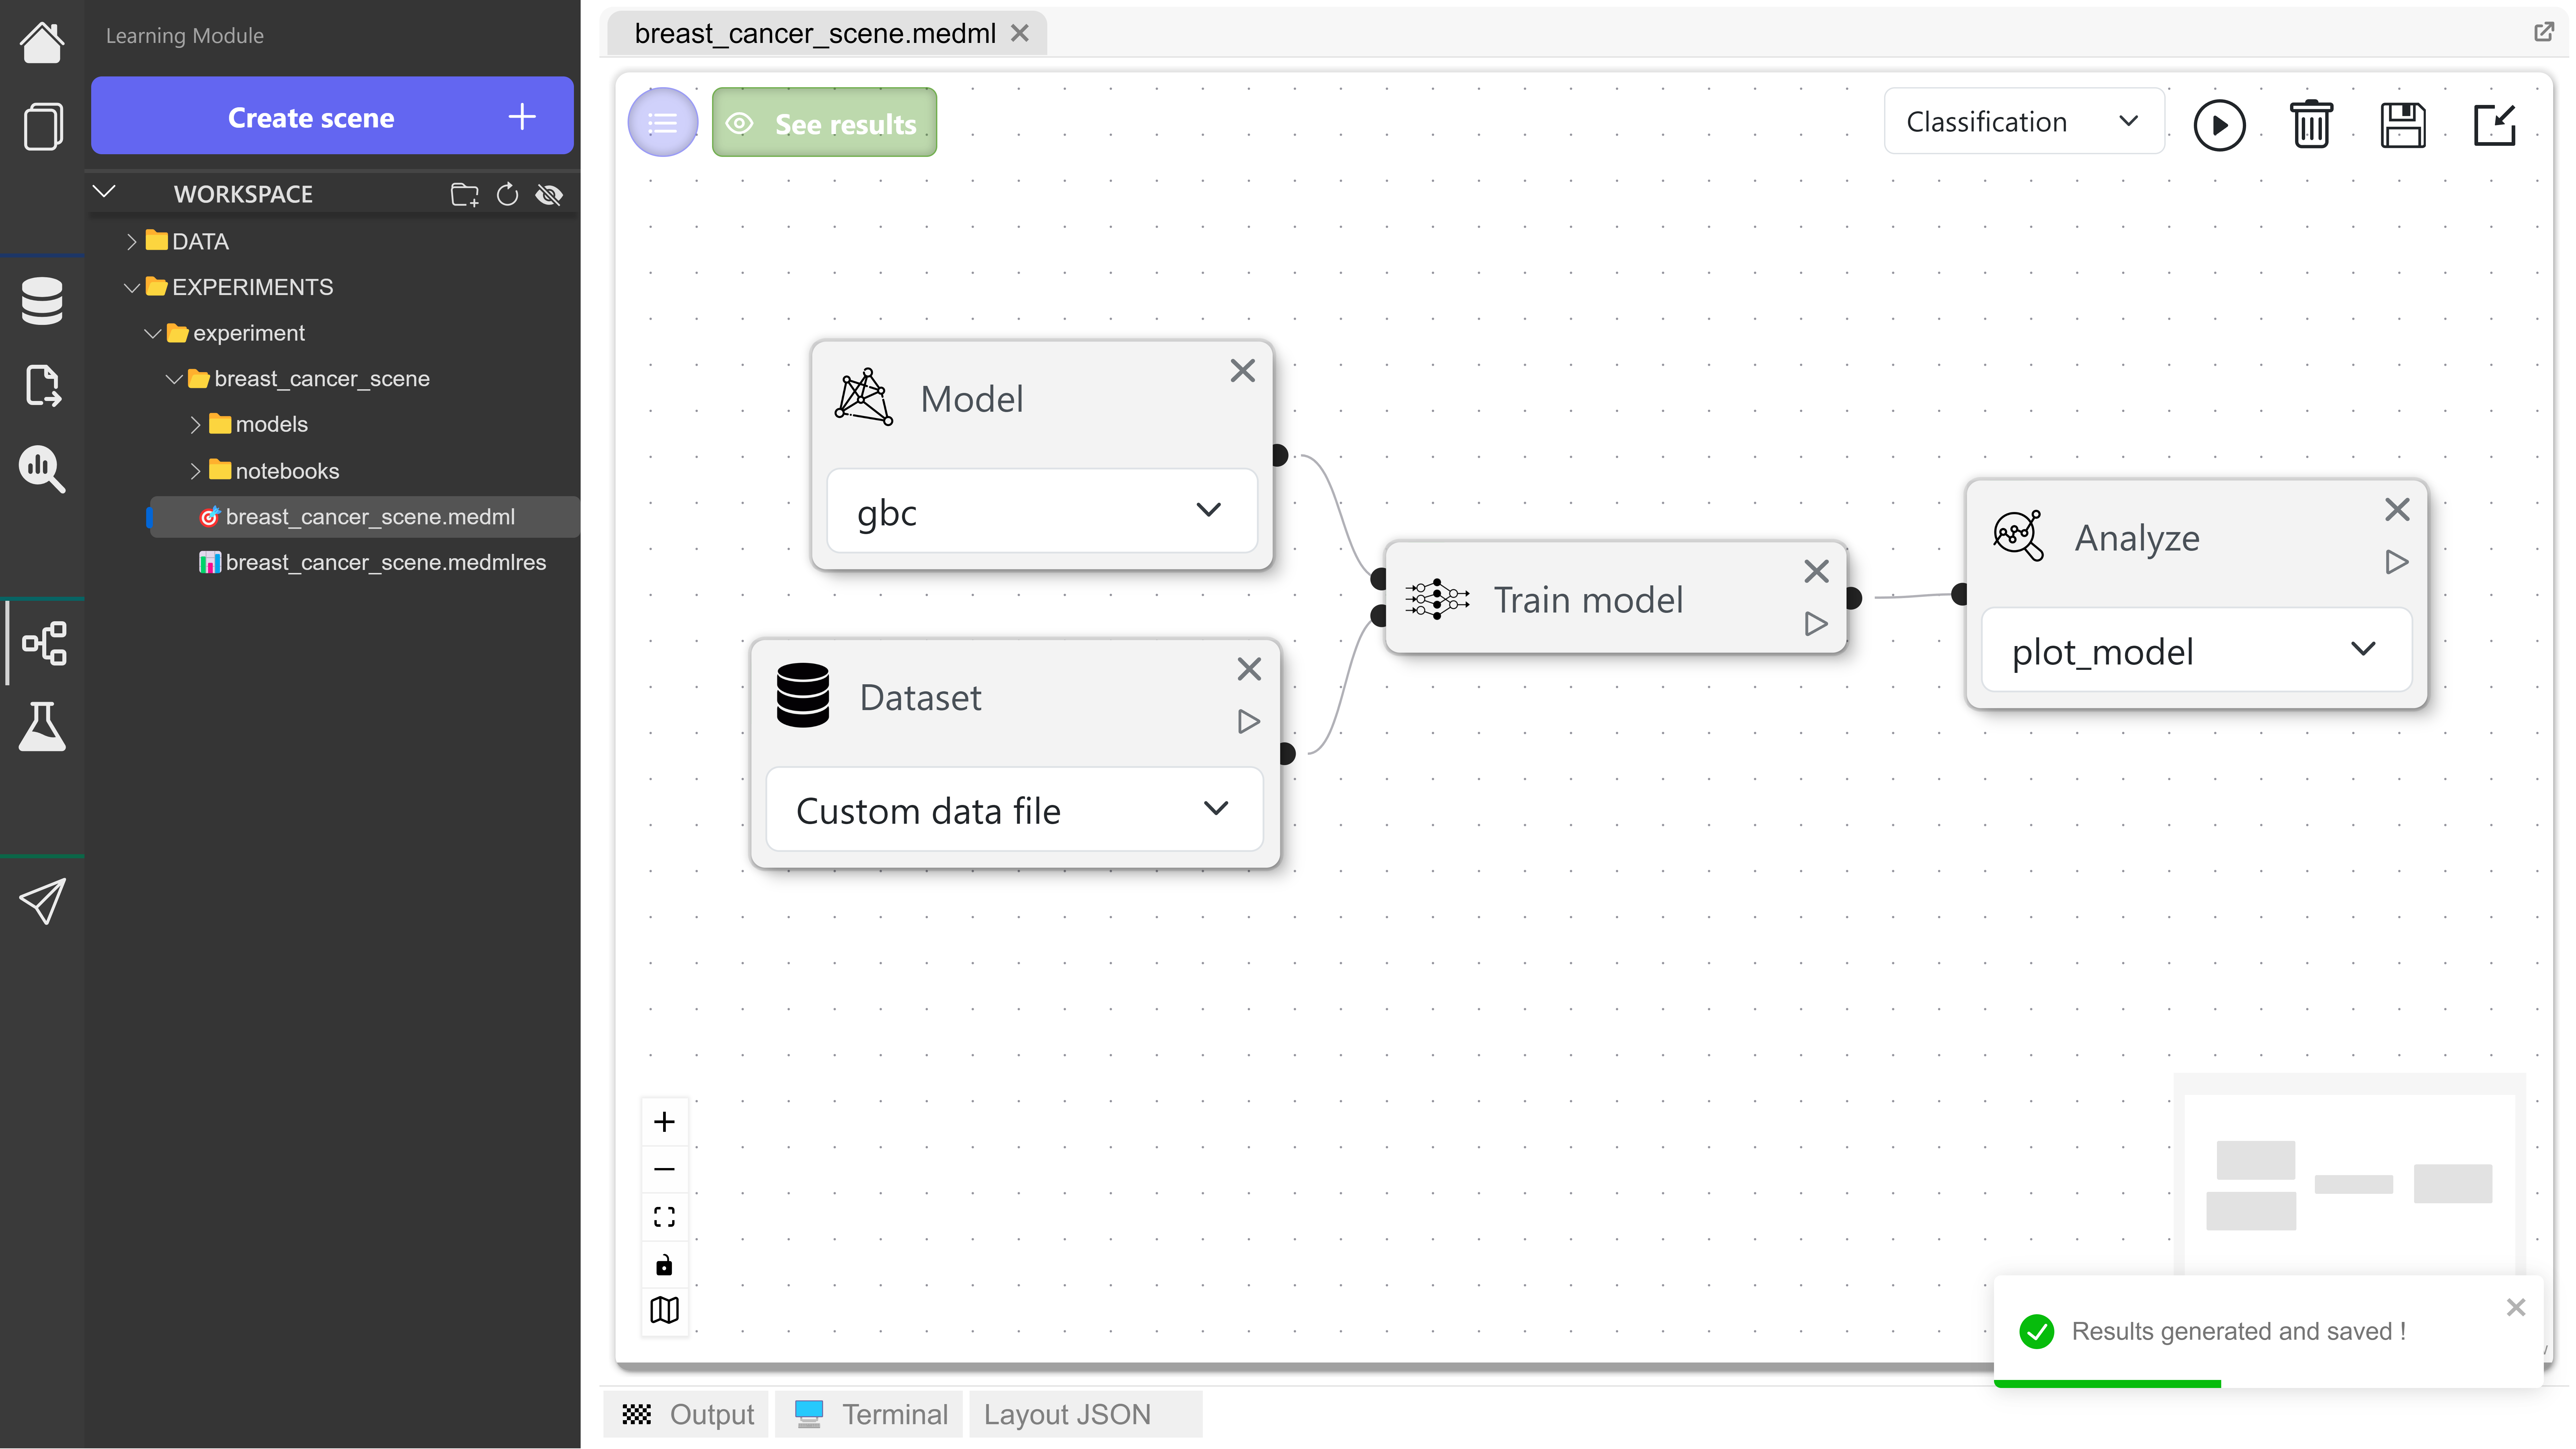 Learning Module
Create scene
WORKSPACE
DATA
EXPERIMENTS
experiment
breast_cancer_scene
models
notebooks
breast_cancer_scene.medml
breast_cancer_scene.medmlres
breast_cancer_scene.medml
See results
Classification
Model
gbc
Dataset
Custom data file
Train model
Analyze
plot_model
Results generated and saved !
Output
Terminal
Layout JSON